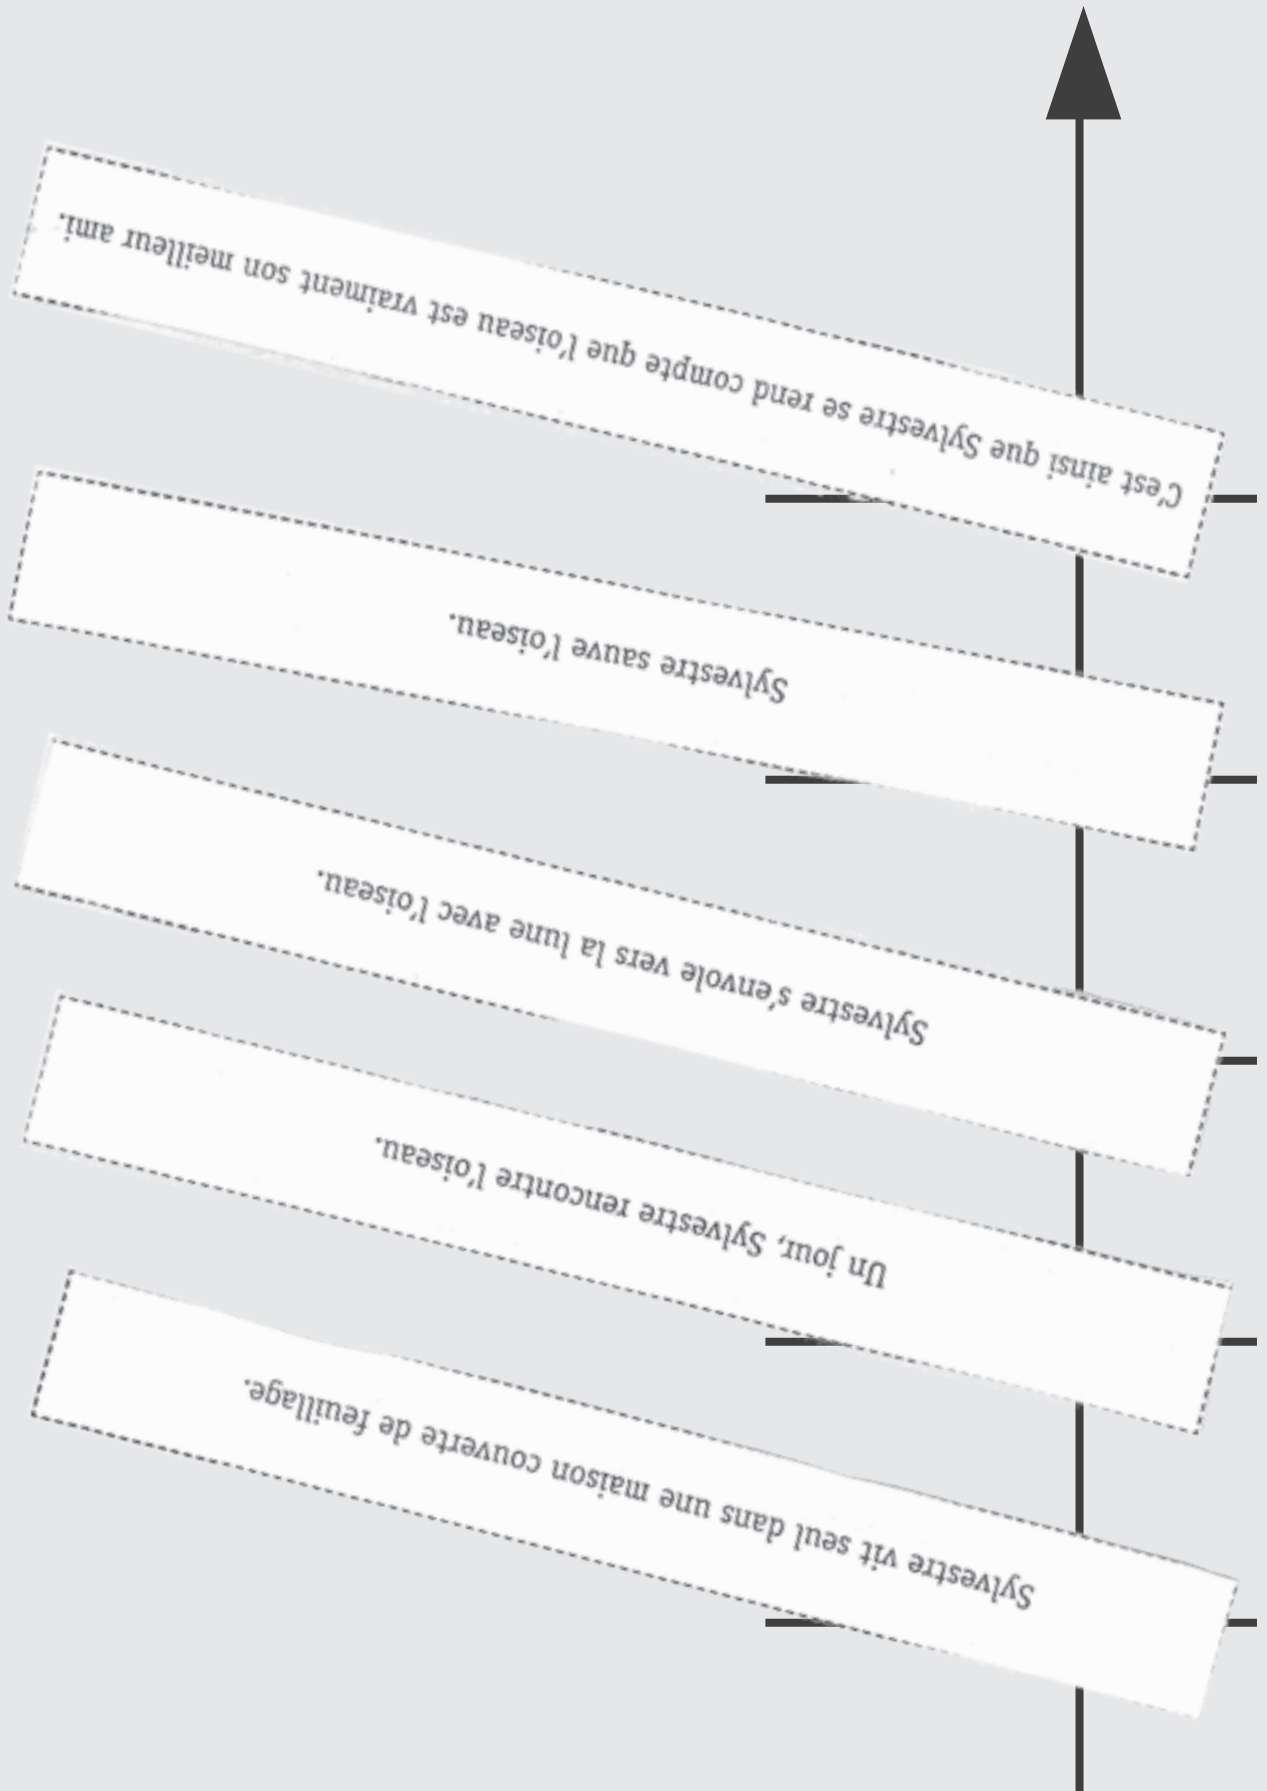 Sylvestre vit seul dans une maison couverte de feuillage.
Un jour, Sylvestre rencontre l'oiseau.
Sylvestre s'envole vers la lune avec l'oiseau.
Sylvestre sauve l'oiseau.
C'est ainsi que Sylvestre se rend compte que l'oiseau est vraiment son meilleur ami.